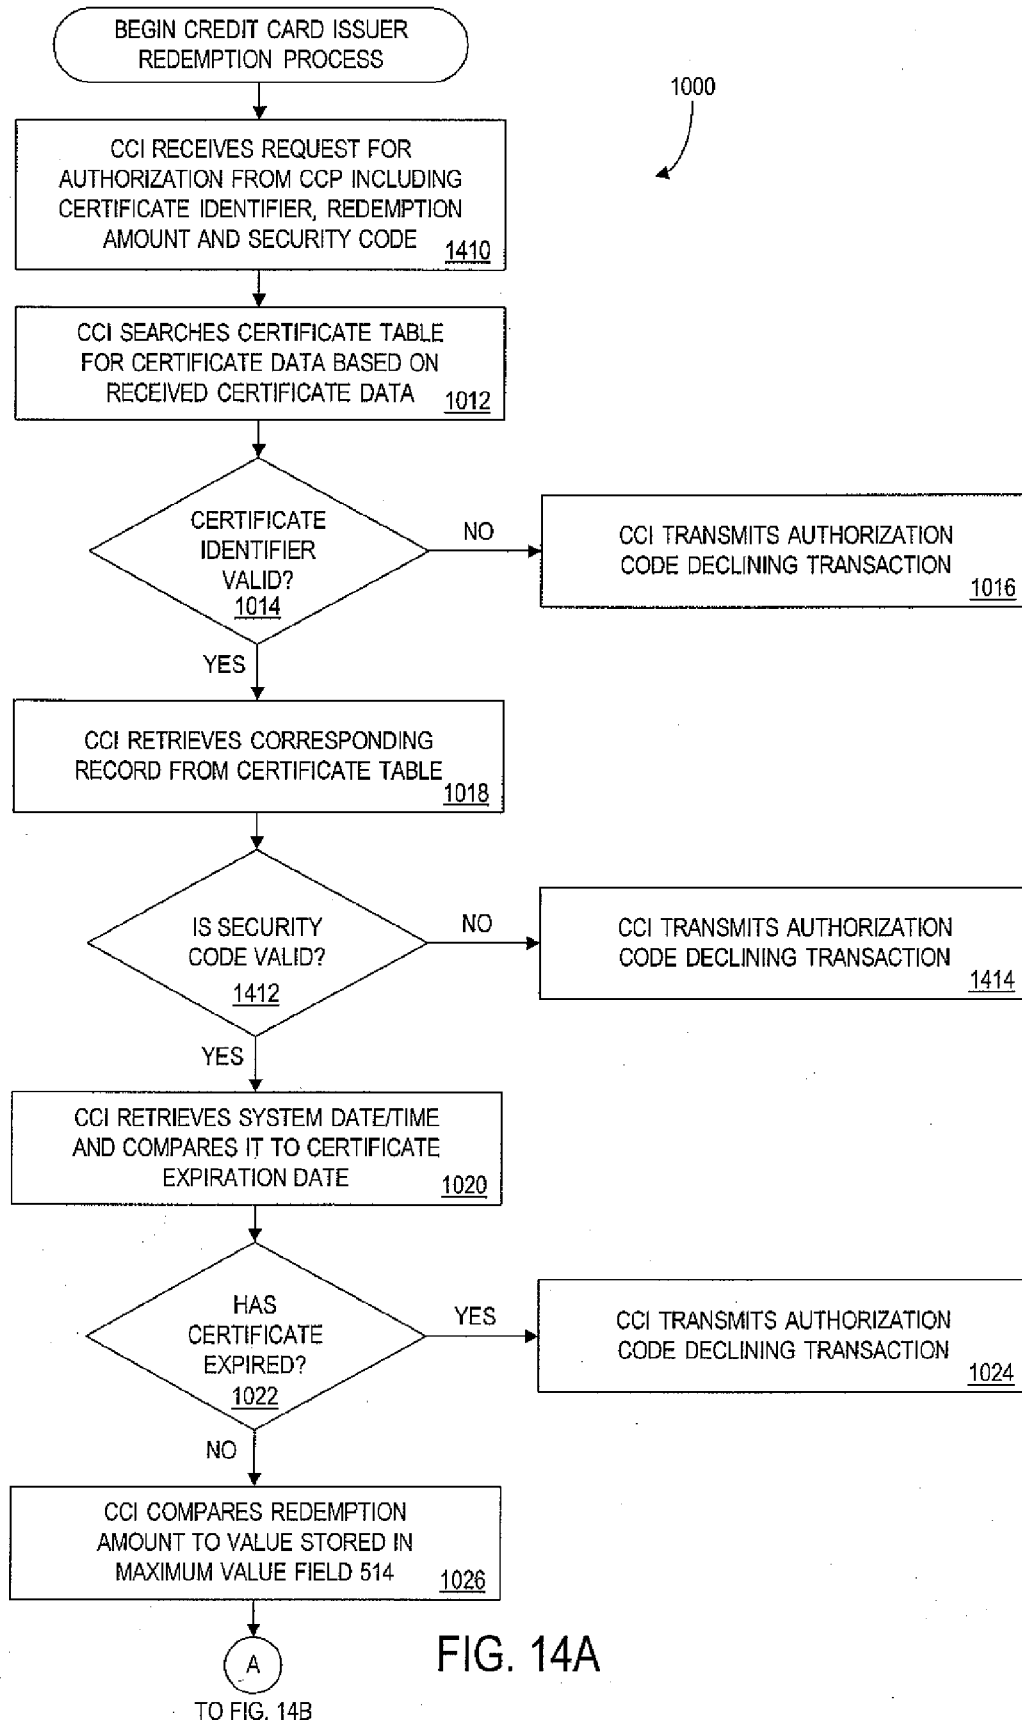 BEGIN CREDIT CARD ISSUER
REDEMPTION PROCESS
1000
CCI RECEIVES REQUEST FOR
AUTHORIZATION FROM CCP INCLUDING
CERTIFICATE IDENTIFIER, REDEMPTION
AMOUNT AND SECURITY CODE
1410
CCI SEARCHES CERTIFICATE TABLE
FOR CERTIFICATE DATA BASED ON
RECEIVED CERTIFICATE DATA
1012
CERTIFICATE
IDENTIFIER
VALID?
1014
NO
CCI TRANSMITS AUTHORIZATION
CODE DECLINING TRANSACTION
1016
YES
CCI RETRIEVES CORRESPONDING
RECORD FROM CERTIFICATE TABLE
1018
IS SECURITY
CODE VALID?
1412
NO
CCI TRANSMITS AUTHORIZATION
CODE DECLINING TRANSACTION
1414
YES
CCI RETRIEVES SYSTEM DATE/TIME
AND COMPARES IT TO CERTIFICATE
EXPIRATION DATE
1020
HAS
CERTIFICATE
EXPIRED?
1022
YES
CCI TRANSMITS AUTHORIZATION
CODE DECLINING TRANSACTION
1024
NO
CCI COMPARES REDEMPTION
AMOUNT TO VALUE STORED IN
MAXIMUM VALUE FIELD 514
1026
A
TO FIG. 14B
FIG. 14A